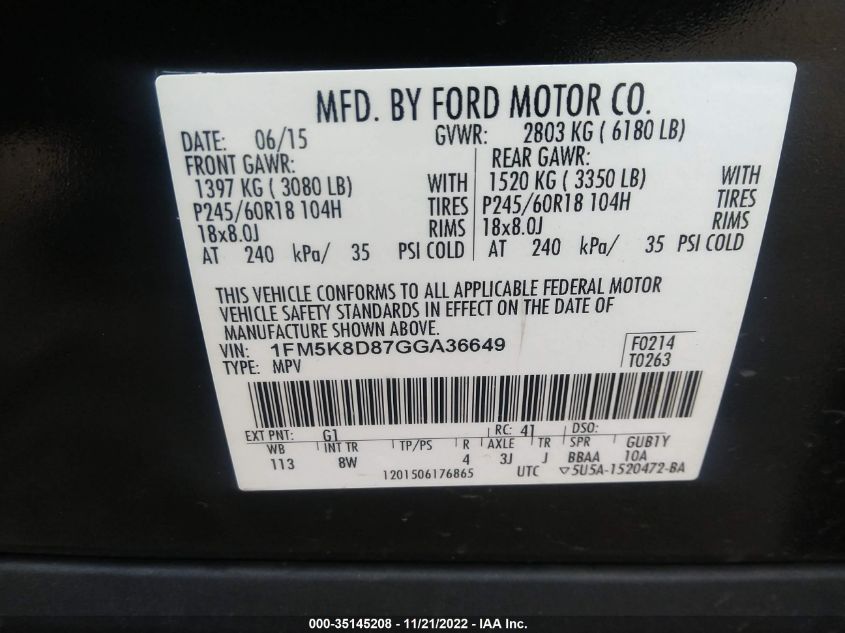 MFD. BY FORD MOTOR CO.
DATE: 06/15 GVWR: 2803 KG ( 6180 LB)
FRONT GAWR: REAR GAWR:
1397 KG ( 3080 LB) WITH 1520 KG ( 3350 LB) WITH
P245/60R18 104H TIRES P245/60R18 104H TIRES
18x8.0J RIMS 18x8.0J RIMS
AT 240 kPa/ 35 PSI COLD AT 240 kPa/ 35 PSI COLD
THIS VEHICLE CONFORMS TO ALL APPLICABLE FEDERAL MOTOR
VEHICLE SAFETY STANDARDS IN EFFECT ON THE DATE OF
MANUFACTURE SHOWN ABOVE.
VIN: 1FM5K8D87GGA36649 F0214
TYPE: MPV T0263
EXT PNT: G1 RC: 41 DSO:
WB INT TR TP/PS R AXLE TR SPR GUB1Y
113 8W 4 3J J BBAA 10A
1201506176865 UTC ▽5U5A-1520472-BA
000-35145208 - 11/21/2022 - IAA Inc.